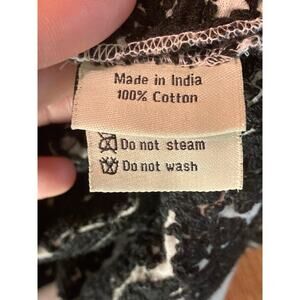 Made in India
100% Cotton
Do not steam
Do not wash